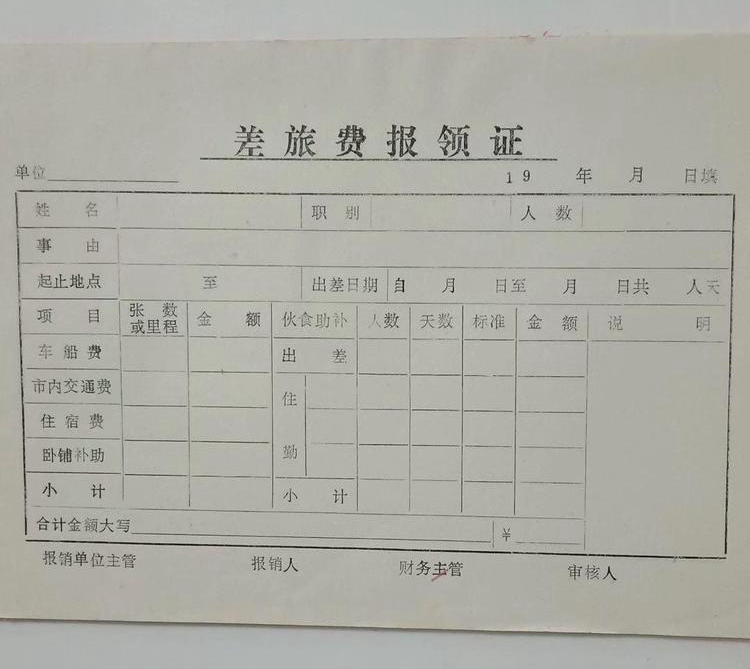 差旅费报领证
单位 19 年 月 日填
姓名 职别 人数
事由
起止地点 至 出差日期 自 月 日至 月 日共 人天
项目 张数或里程 金额 伙食助补 人数 天数 标准 金额 说明
车船费 出差
市内交通费 住
住宿费
卧铺补助 勤
小计 小计
合计金额大写 ¥
报销单位主管 报销人 财务主管 审核人